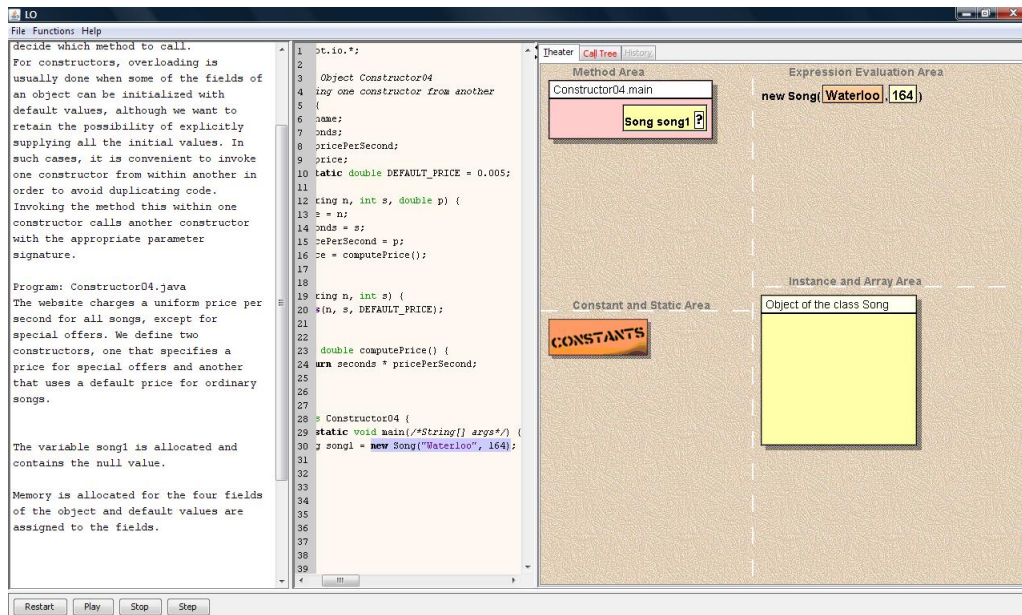 LO
File Functions Help
decide which method to call.
For constructors, overloading is
usually done when some of the fields of
an object can be initialized with
default values, although we want to
retain the possibility of explicitly
supplying all the initial values. In
such cases, it is convenient to invoke
one constructor from within another in
order to avoid duplicating code.
Invoking the method this within one
constructor calls another constructor
with the appropriate parameter
signature.
Program: Constructor04.java
The website charges a uniform price per
second for all songs, except for
special offers. We define two
constructors, one that specifies a
price for special offers and another
that uses a default price for ordinary
songs.
The variable song1 is allocated and
contains the null value.
Memory is allocated for the four fields
of the object and default values are
assigned to the fields.
1 ot.io.*;
2
3 Object Constructor04
4 ing one constructor from another
5 (
6 name;
7 onds;
8 pricePerSecond;
9 price;
10 tatic double DEFAULT_PRICE = 0.005;
11
12 ring n, int s, double p) {
13 e = n;
14 onds = s;
15 cePerSecond = p;
16 ce = computePrice();
17
18
19 ring n, int s) {
20 s(n, s, DEFAULT_PRICE);
21
22
23 double computePrice() {
24 urn seconds * pricePerSecond;
25
26
27
28 s Constructor04 {
29 static void main(/*String[] args*/) {
30 g song1 = new Song("Waterloo", 164);
31
32
33
34
35
36
37
38
39
Theater Call Tree History
Method Area
Constructor04.main
Song song1 ?
Expression Evaluation Area
new Song( Waterloo , 164 )
Constant and Static Area
CONSTANTS
Instance and Array Area
Object of the class Song
Restart Play Stop Step